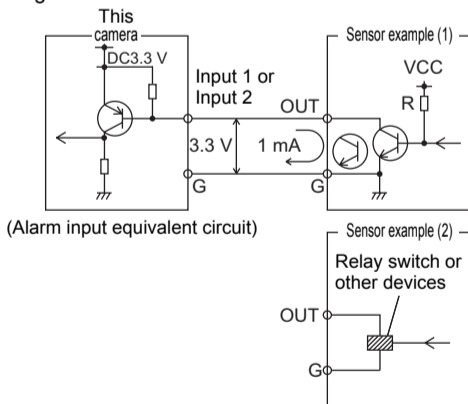 This
camera
DC3.3 V
Input 1 or
Input 2
3.3 V
G
(Alarm input equivalent circuit)
Sensor example (1)
VCC
R
OUT
1 mA
G
Sensor example (2)
Relay switch or
other devices
OUT
G